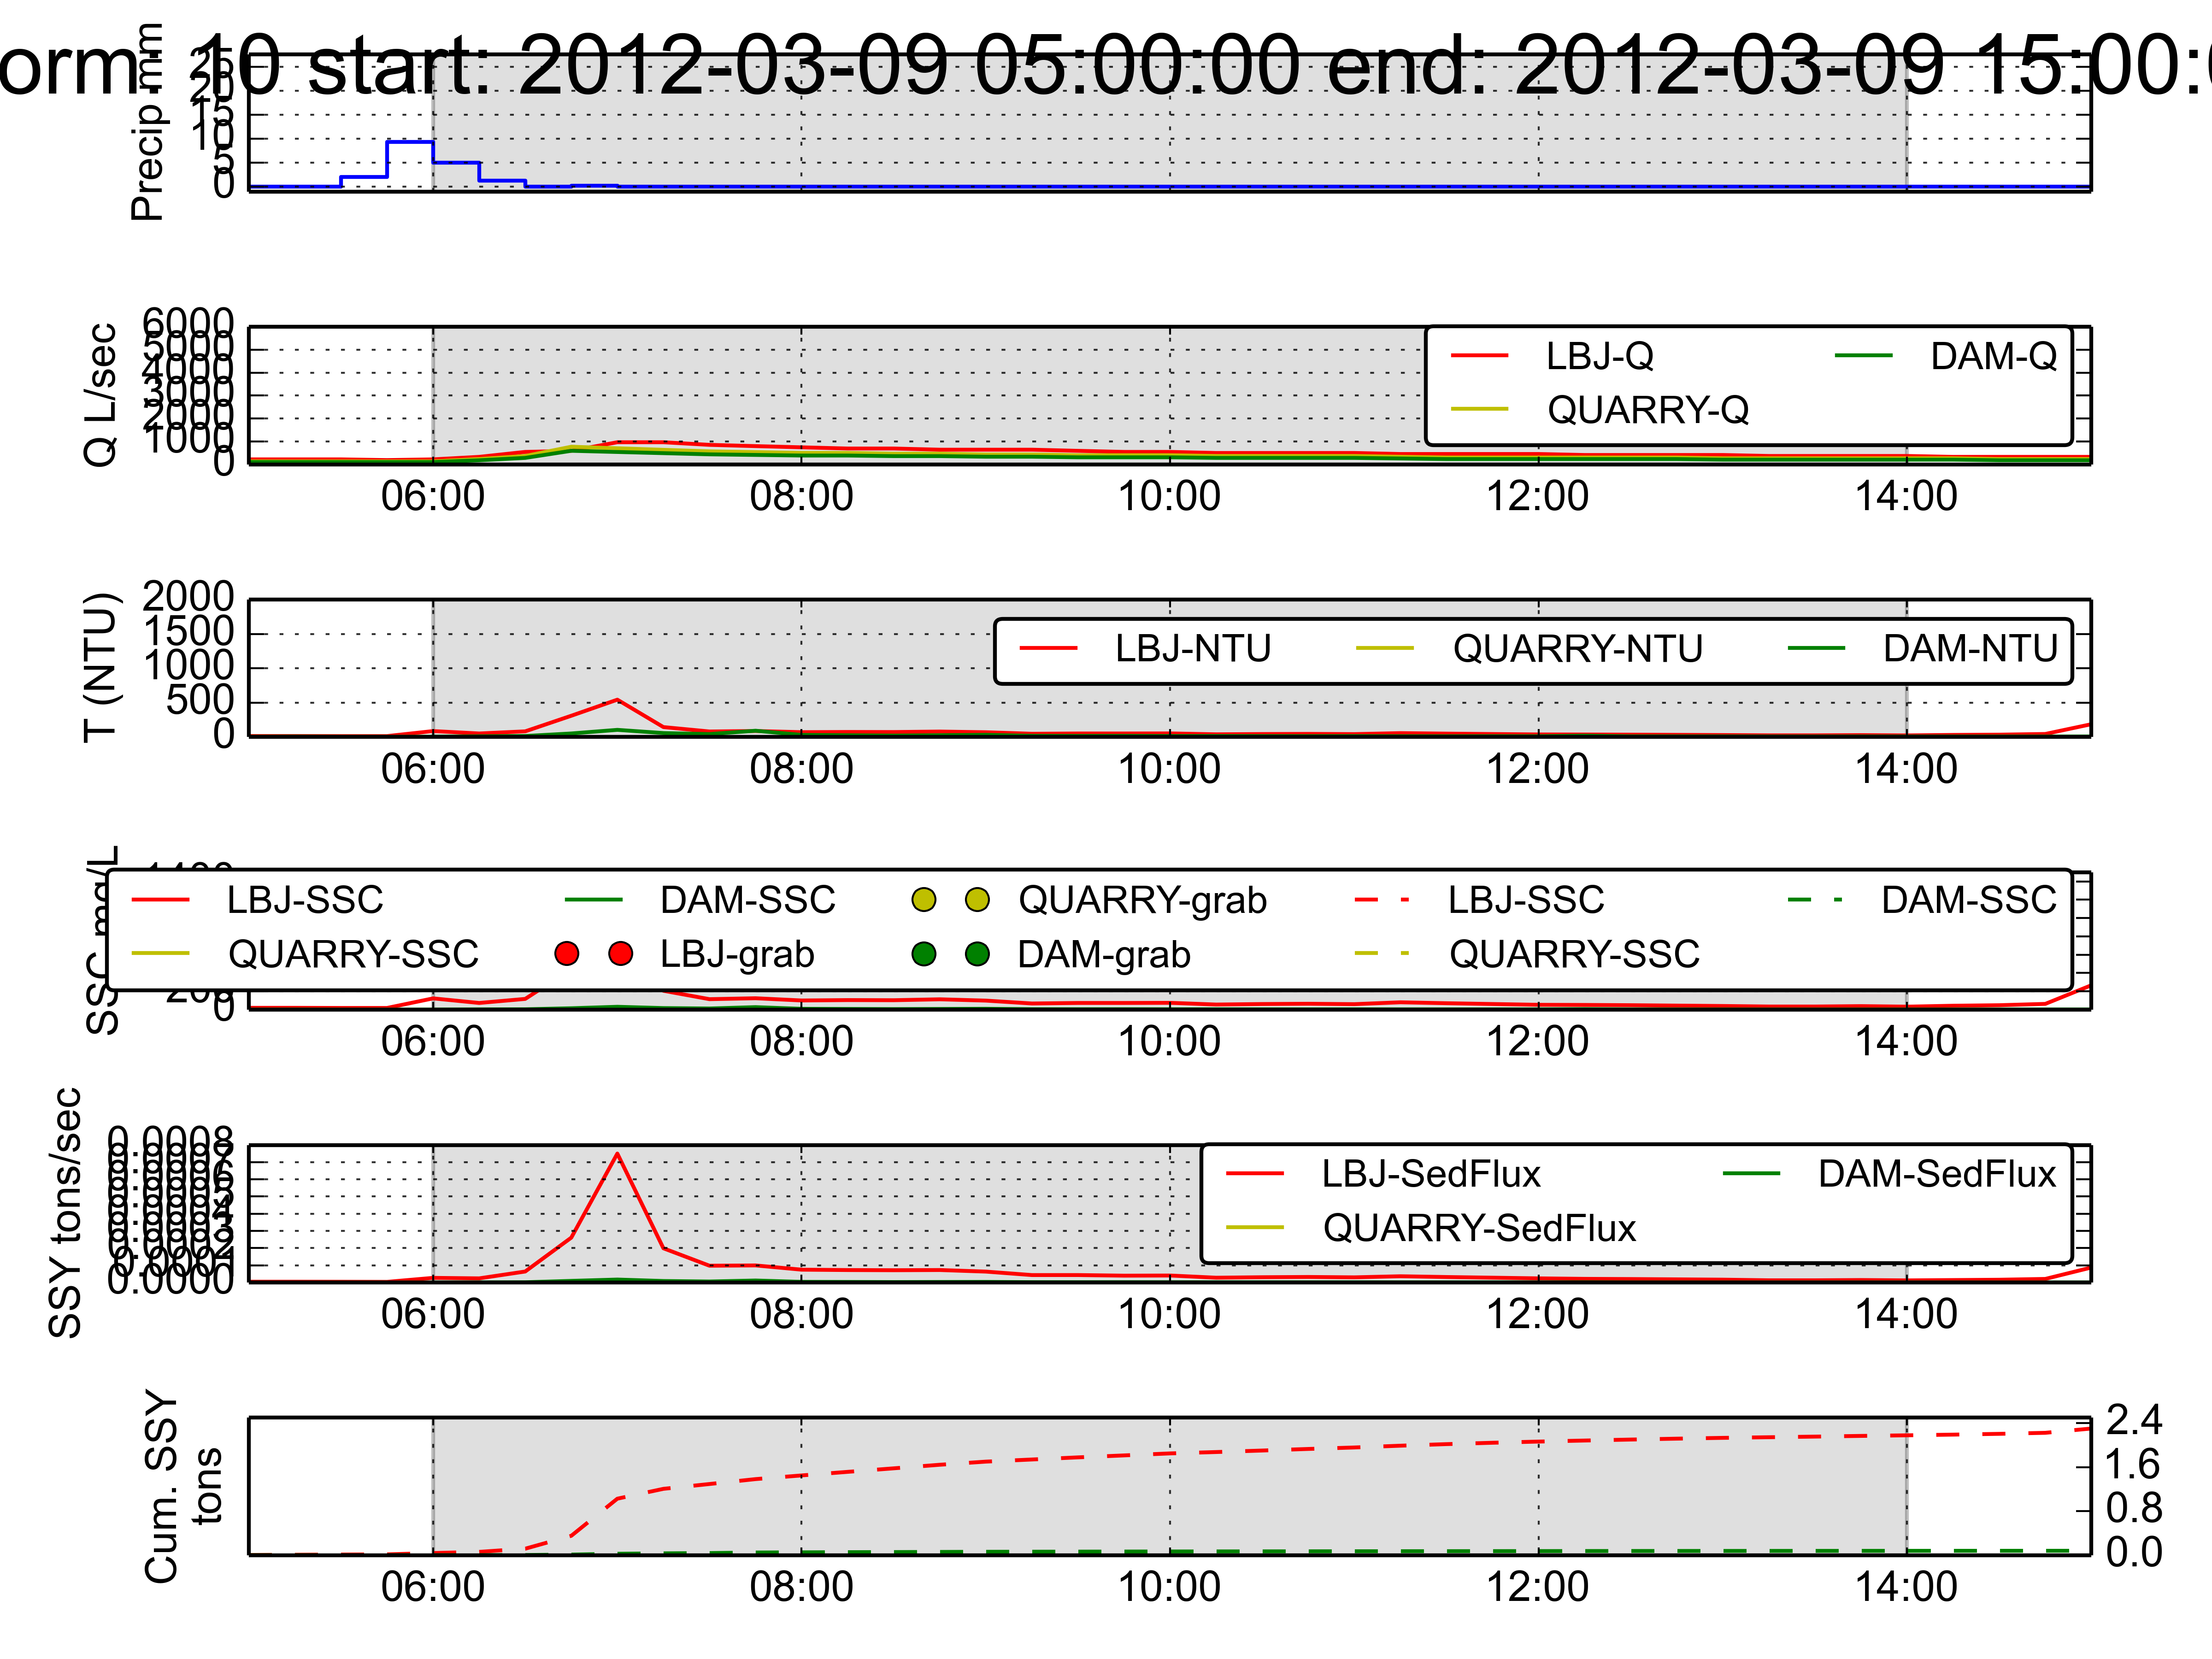 orm: 10 start: 2012-03-09 05:00:00 end: 2012-03-09 15:00:0
Precip mm
25
20
15
10
5
0
Q L/sec
6000
5000
4000
3000
2000
1000
0
LBJ-Q
DAM-Q
QUARRY-Q
06:00 08:00 10:00 12:00 14:00
T (NTU)
2000
1500
1000
500
0
LBJ-NTU QUARRY-NTU DAM-NTU
06:00 08:00 10:00 12:00 14:00
SSC mg/L
1400
200
0
LBJ-SSC DAM-SSC QUARRY-grab LBJ-SSC DAM-SSC
QUARRY-SSC LBJ-grab DAM-grab QUARRY-SSC
06:00 08:00 10:00 12:00 14:00
SSY tons/sec
0.0008
0.0007
0.0006
0.0005
0.0004
0.0003
0.0002
0.0001
0.0000
LBJ-SedFlux DAM-SedFlux
QUARRY-SedFlux
06:00 08:00 10:00 12:00 14:00
Cum. SSY
tons
2.4
1.6
0.8
0.0
06:00 08:00 10:00 12:00 14:00